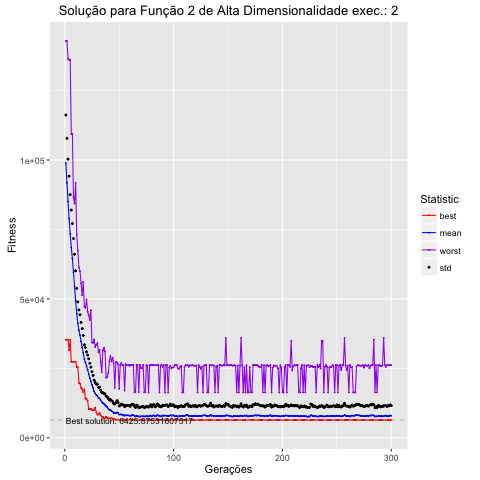 Solução para Função 2 de Alta Dimensionalidade exec.: 2
Fitness
1e+05
5e+04
0e+00
Best solution: 6425.87531607517
0
100
200
300
Gerações
Statistic
best
mean
worst
std